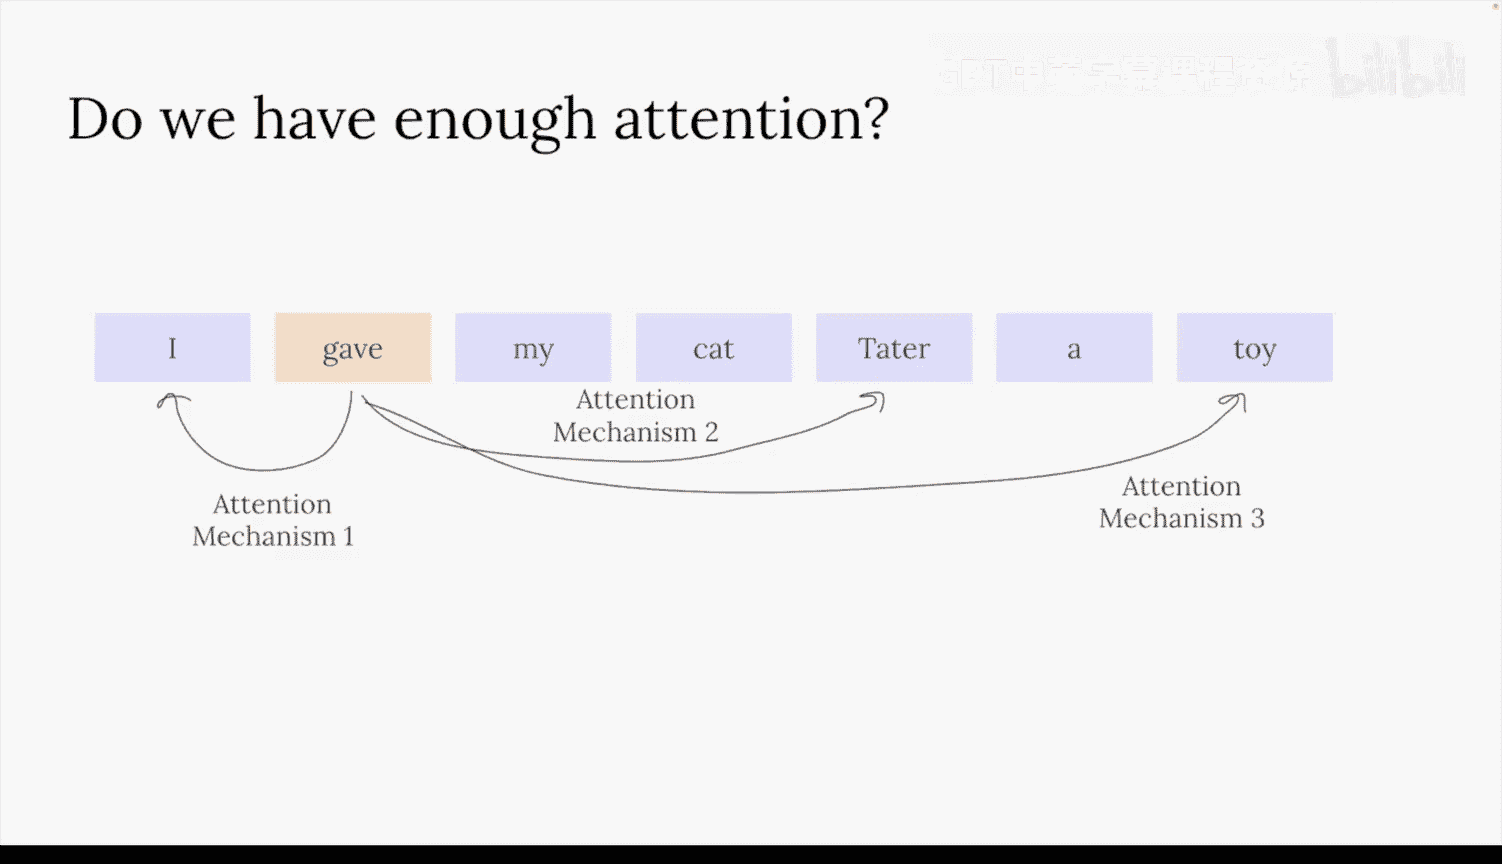 Do we have enough attention?
I gave my cat Tater a toy
Attention
Mechanism 2
Attention
Mechanism 3
Attention
Mechanism 1
bilibili